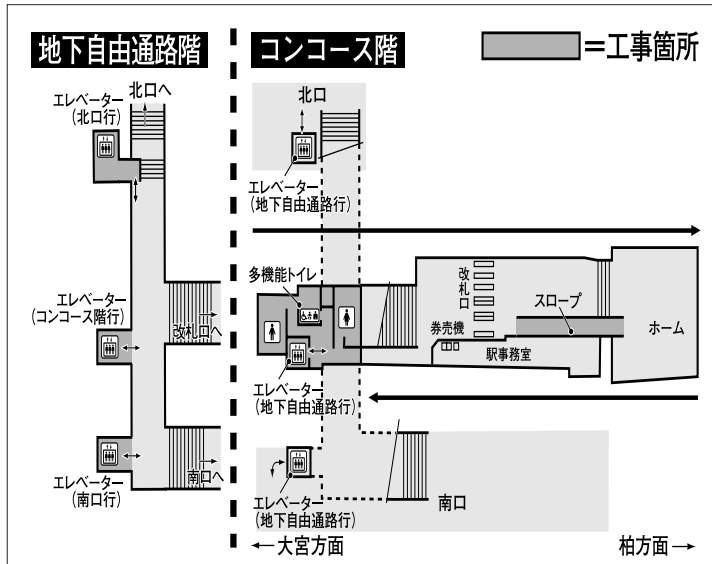 地下自由通路階
コンコース階
=工事箇所
エレベーター
(北口行)
北口へ
北口
エレベーター
(地下自由通路行)
エレベーター
(コンコース階行)
改札口へ
多機能トイレ
改札口
券売機
スロープ
ホーム
駅事務室
エレベーター
(地下自由通路行)
エレベーター
(南口行)
南口へ
エレベーター
(地下自由通路行)
南口
←大宮方面
柏方面→